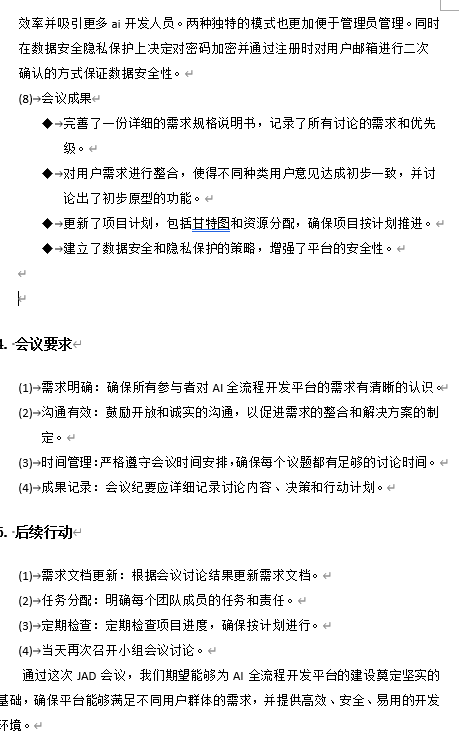 效率并吸引更多 ai 开发人员。两种独特的模式也更加便于管理员管理。同时
在数据安全隐私保护上决定对密码加密并通过注册时对用户邮箱进行二次
确认的方式保证数据安全性。
(8)会议成果
◆完善了一份详细的需求规格说明书，记录了所有讨论的需求和优先
级。
◆对用户需求进行整合，使得不同种类用户意见达成初步一致，并讨
论出了初步原型的功能。
◆更新了项目计划，包括甘特图和资源分配，确保项目按计划推进。
◆建立了数据安全和隐私保护的策略，增强了平台的安全性。
4. 会议要求
(1)需求明确：确保所有参与者对 AI 全流程开发平台的需求有清晰的认识。
(2)沟通有效：鼓励开放和诚实的沟通，以促进需求的整合和解决方案的制
定。
(3)时间管理：严格遵守会议时间安排，确保每个议题都有足够的讨论时间。
(4)成果记录：会议纪要应详细记录讨论内容、决策和行动计划。
5. 后续行动
(1)需求文档更新：根据会议讨论结果更新需求文档。
(2)任务分配：明确每个团队成员的任务和责任。
(3)定期检查：定期检查项目进度，确保按计划进行。
(4)当天再次召开小组会议讨论。
通过这次 JAD 会议，我们期望能够为 AI 全流程开发平台的建设奠定坚实的
基础，确保平台能够满足不同用户群体的需求，并提供高效、安全、易用的开发
环境。